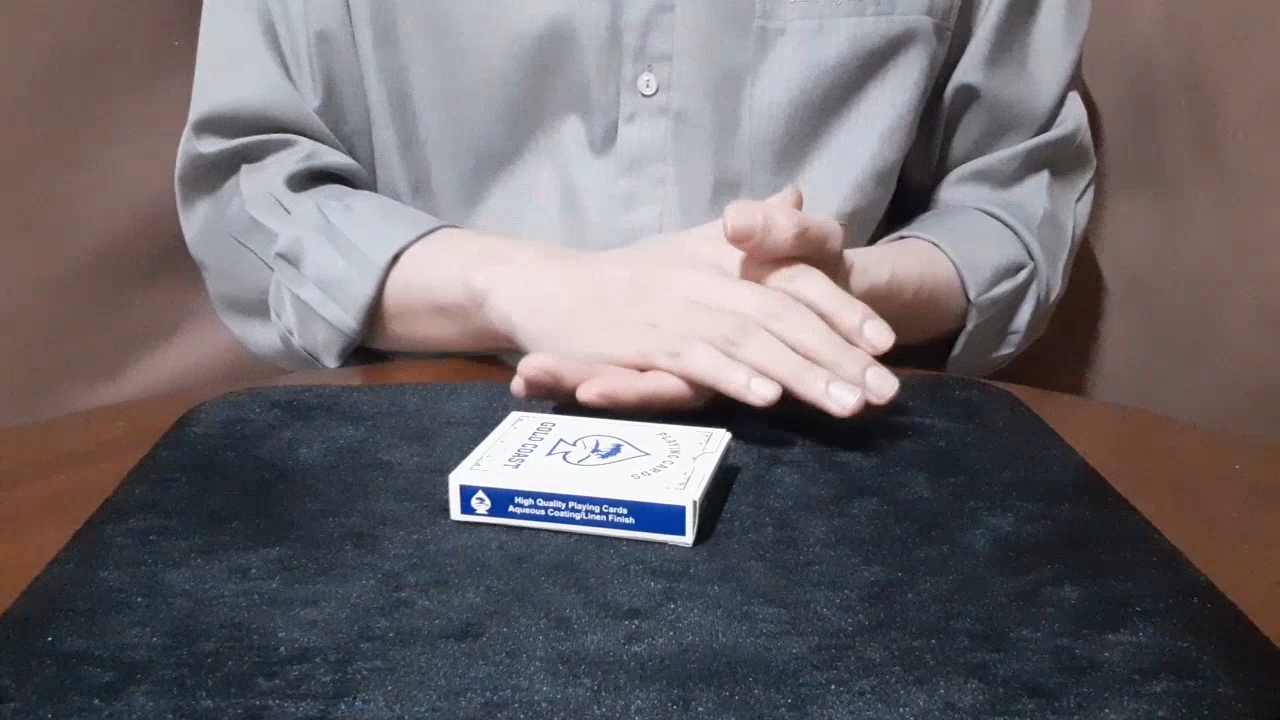 GOLD COAST
PLAYING CARDS
High Quality Playing Cards
Aqueous Coating/Linen Finish